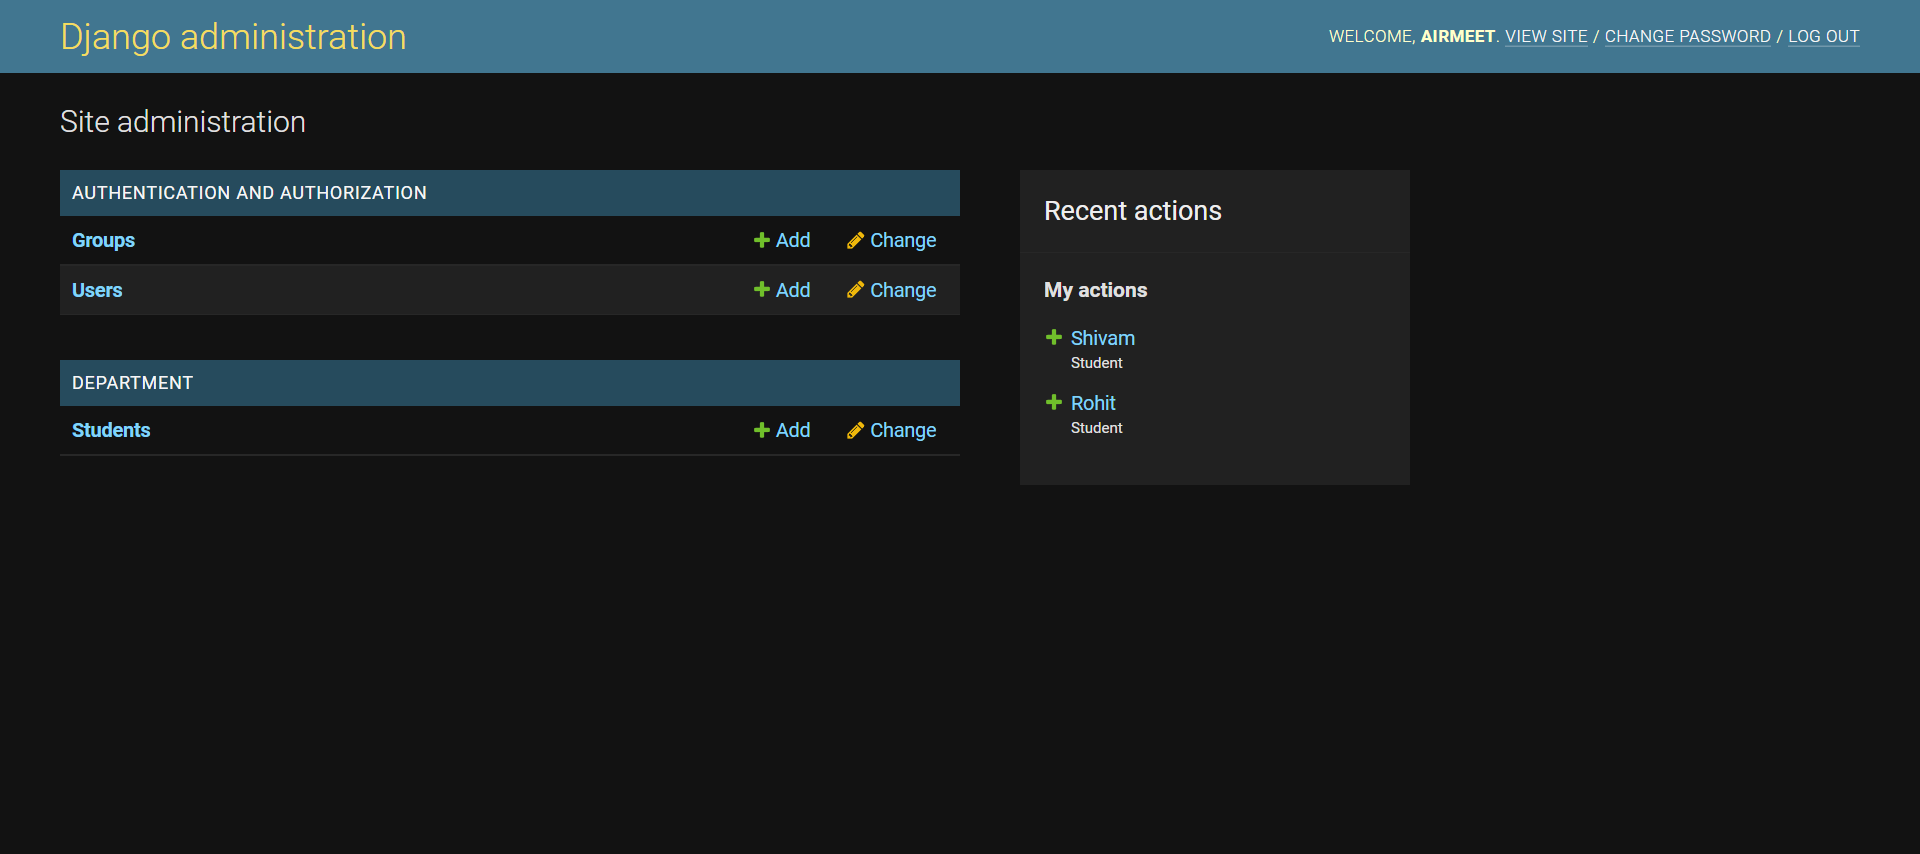 Django administration
WELCOME, AIRMEET. VIEW SITE / CHANGE PASSWORD / LOG OUT
Site administration
AUTHENTICATION AND AUTHORIZATION
Groups Add Change
Users Add Change
DEPARTMENT
Students Add Change
Recent actions
My actions
Shivam
Student
Rohit
Student